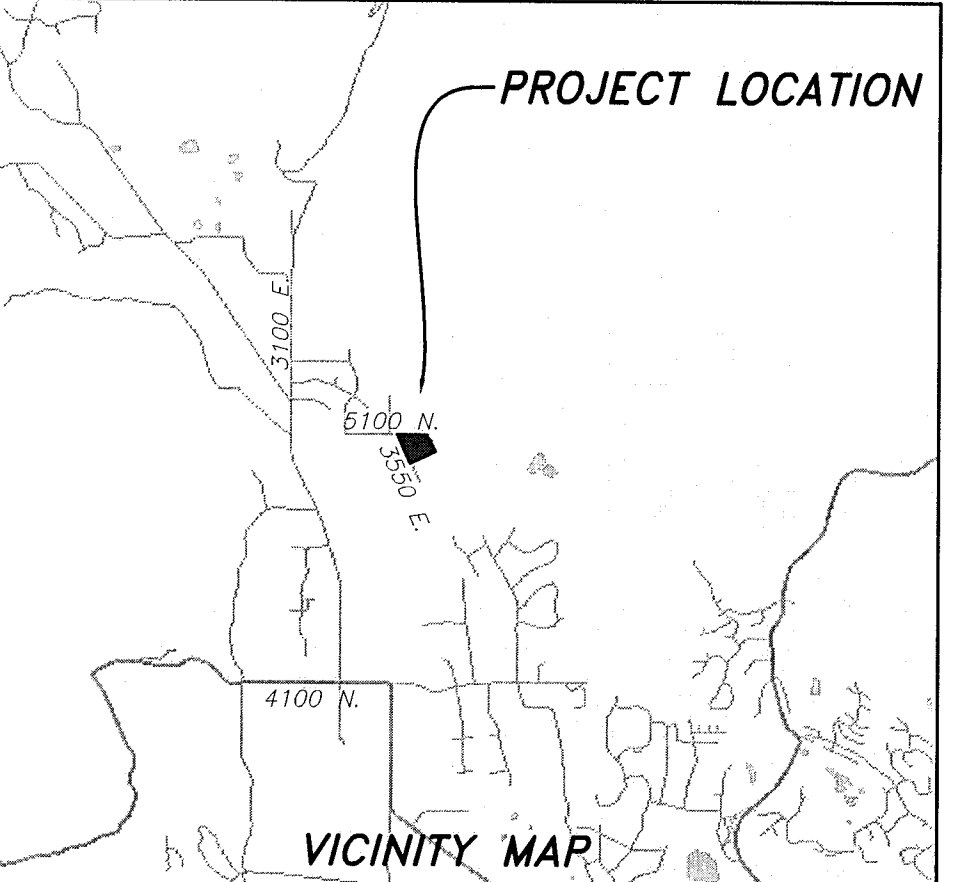 PROJECT LOCATION
3100 E.
5100 N.
3550 E.
4100 N.
VICINITY MAP